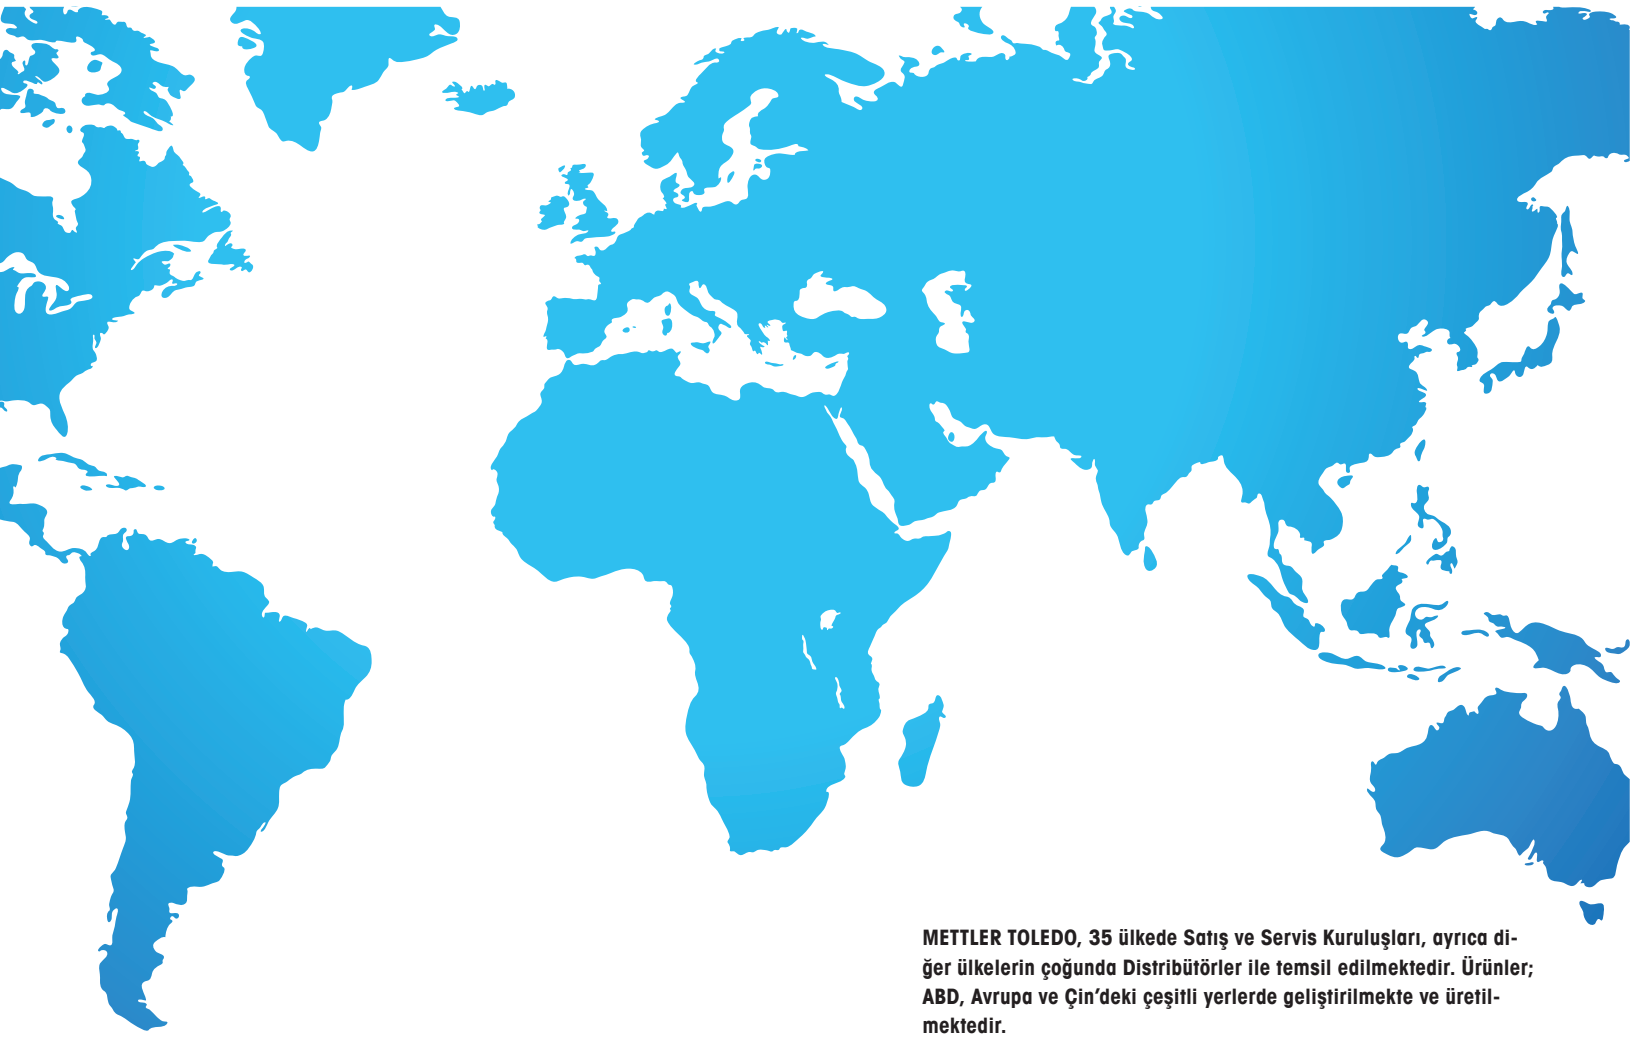 METTLER TOLEDO, 35 ülkede Satış ve Servis Kuruluşları, ayrıca di-
ğer ülkelerin çoğunda Distribütörler ile temsil edilmektedir. Ürünler;
ABD, Avrupa ve Çin’deki çeşitli yerlerde geliştirilmekte ve üretil-
mektedir.